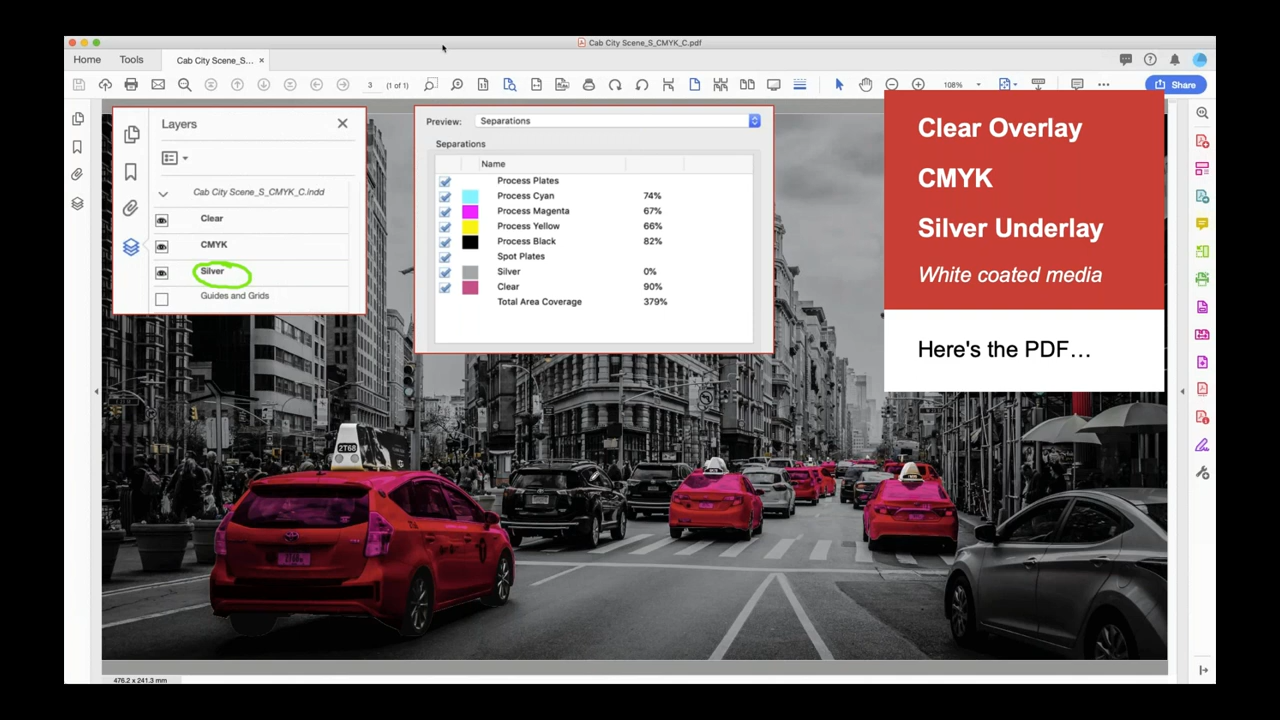 Cab City Scene_S_CMYK_C.pdf
Home
Tools
Cab City Scene_S... ×
3
(1 of 1)
108%
Share
Layers
Cab City Scene_S_CMYK_C.indd
Clear
CMYK
Silver
Guides and Grids
Preview:
Separations
Separations
Name
Process Plates
Process Cyan 74%
Process Magenta 67%
Process Yellow 66%
Process Black 82%
Spot Plates
Silver 0%
Clear 90%
Total Area Coverage 379%
Clear Overlay
CMYK
Silver Underlay
White coated media
Here's the PDF…
2T68
476.2 x 241.3 mm